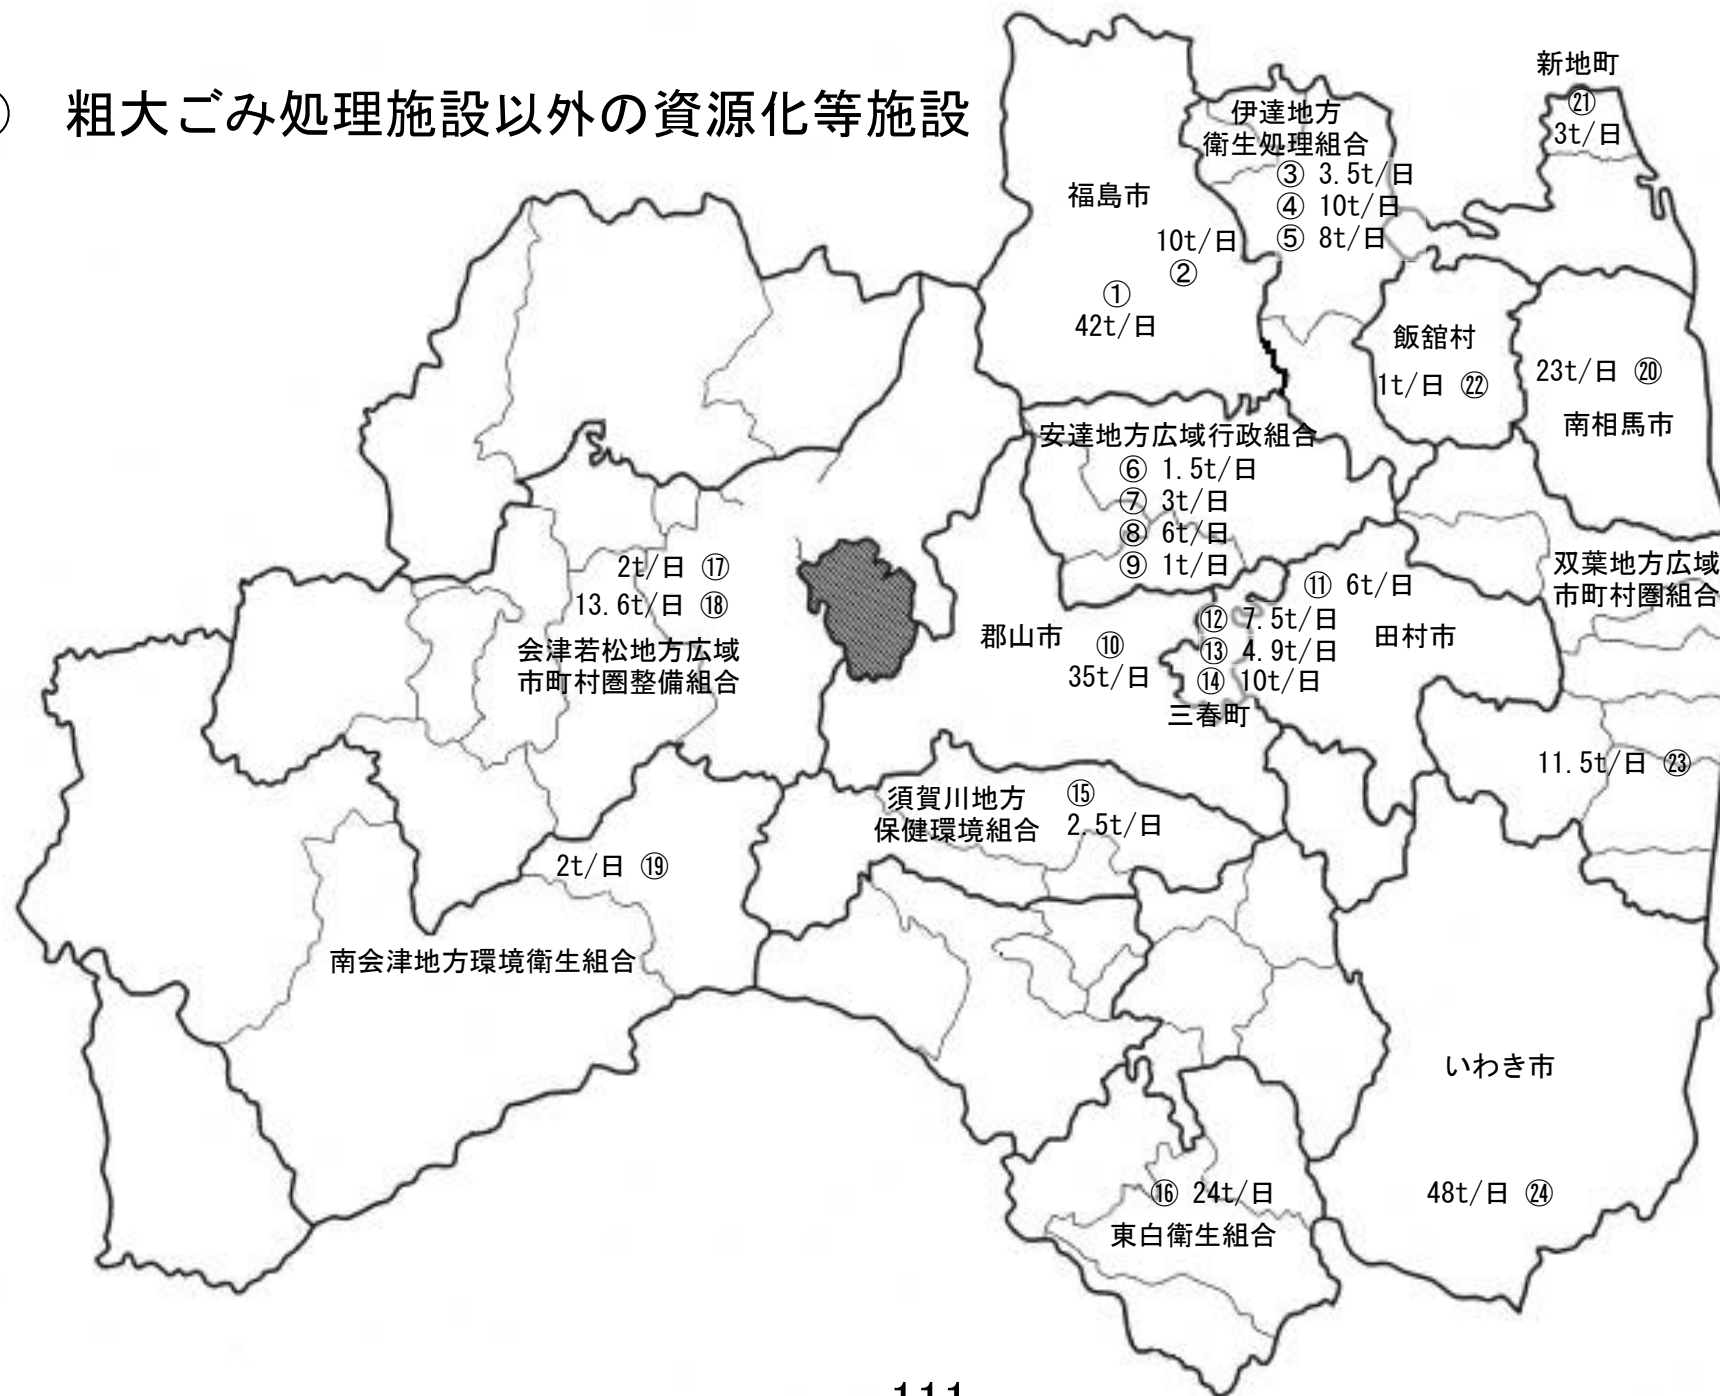 ) 粗大ごみ処理施設以外の資源化等施設
新地町
㉑
3t/日
伊達地方
衛生処理組合
③ 3.5t/日
④ 10t/日
⑤ 8t/日
福島市
10t/日
②
①
42t/日
飯舘村
1t/日 ㉒
23t/日 ⑳
南相馬市
安達地方広域行政組合
⑥ 1.5t/日
⑦ 3t/日
⑧ 6t/日
⑨ 1t/日
双葉地方広域
市町村圏組合
2t/日 ⑰
13.6t/日 ⑱
会津若松地方広域
市町村圏整備組合
郡山市
⑩
35t/日
⑪ 6t/日
田村市
⑫ 7.5t/日
⑬ 4.9t/日
⑭ 10t/日
三春町
11.5t/日 ㉓
須賀川地方
保健環境組合
⑮
2.5t/日
2t/日 ⑲
南会津地方環境衛生組合
いわき市
48t/日 ㉔
⑯ 24t/日
東白衛生組合
111